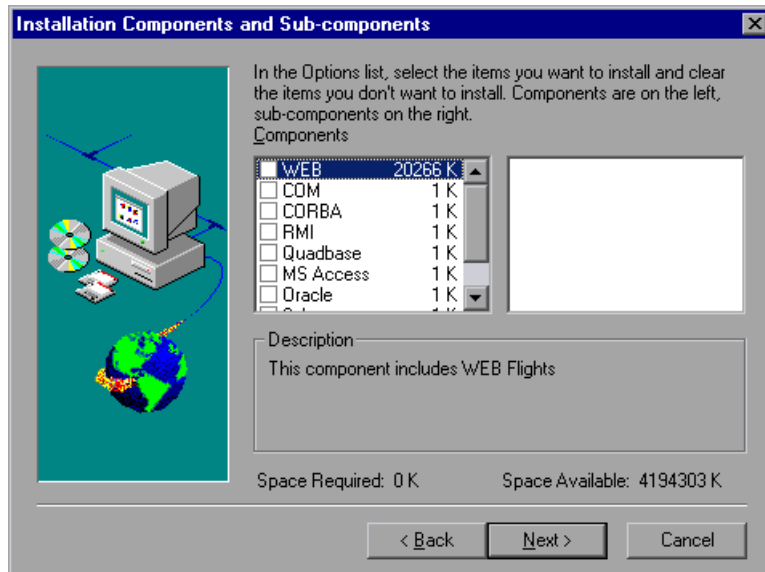 Installation Components and Sub-components
In the Options list, select the items you want to install and clear
the items you don't want to install. Components are on the left,
sub-components on the right.
Components
WEB 20266 K
COM 1 K
CORBA 1 K
RMI 1 K
Quadbase 1 K
MS Access 1 K
Oracle 1 K
Description
This component includes WEB Flights
Space Required: 0 K Space Available: 4194303 K
< Back Next > Cancel